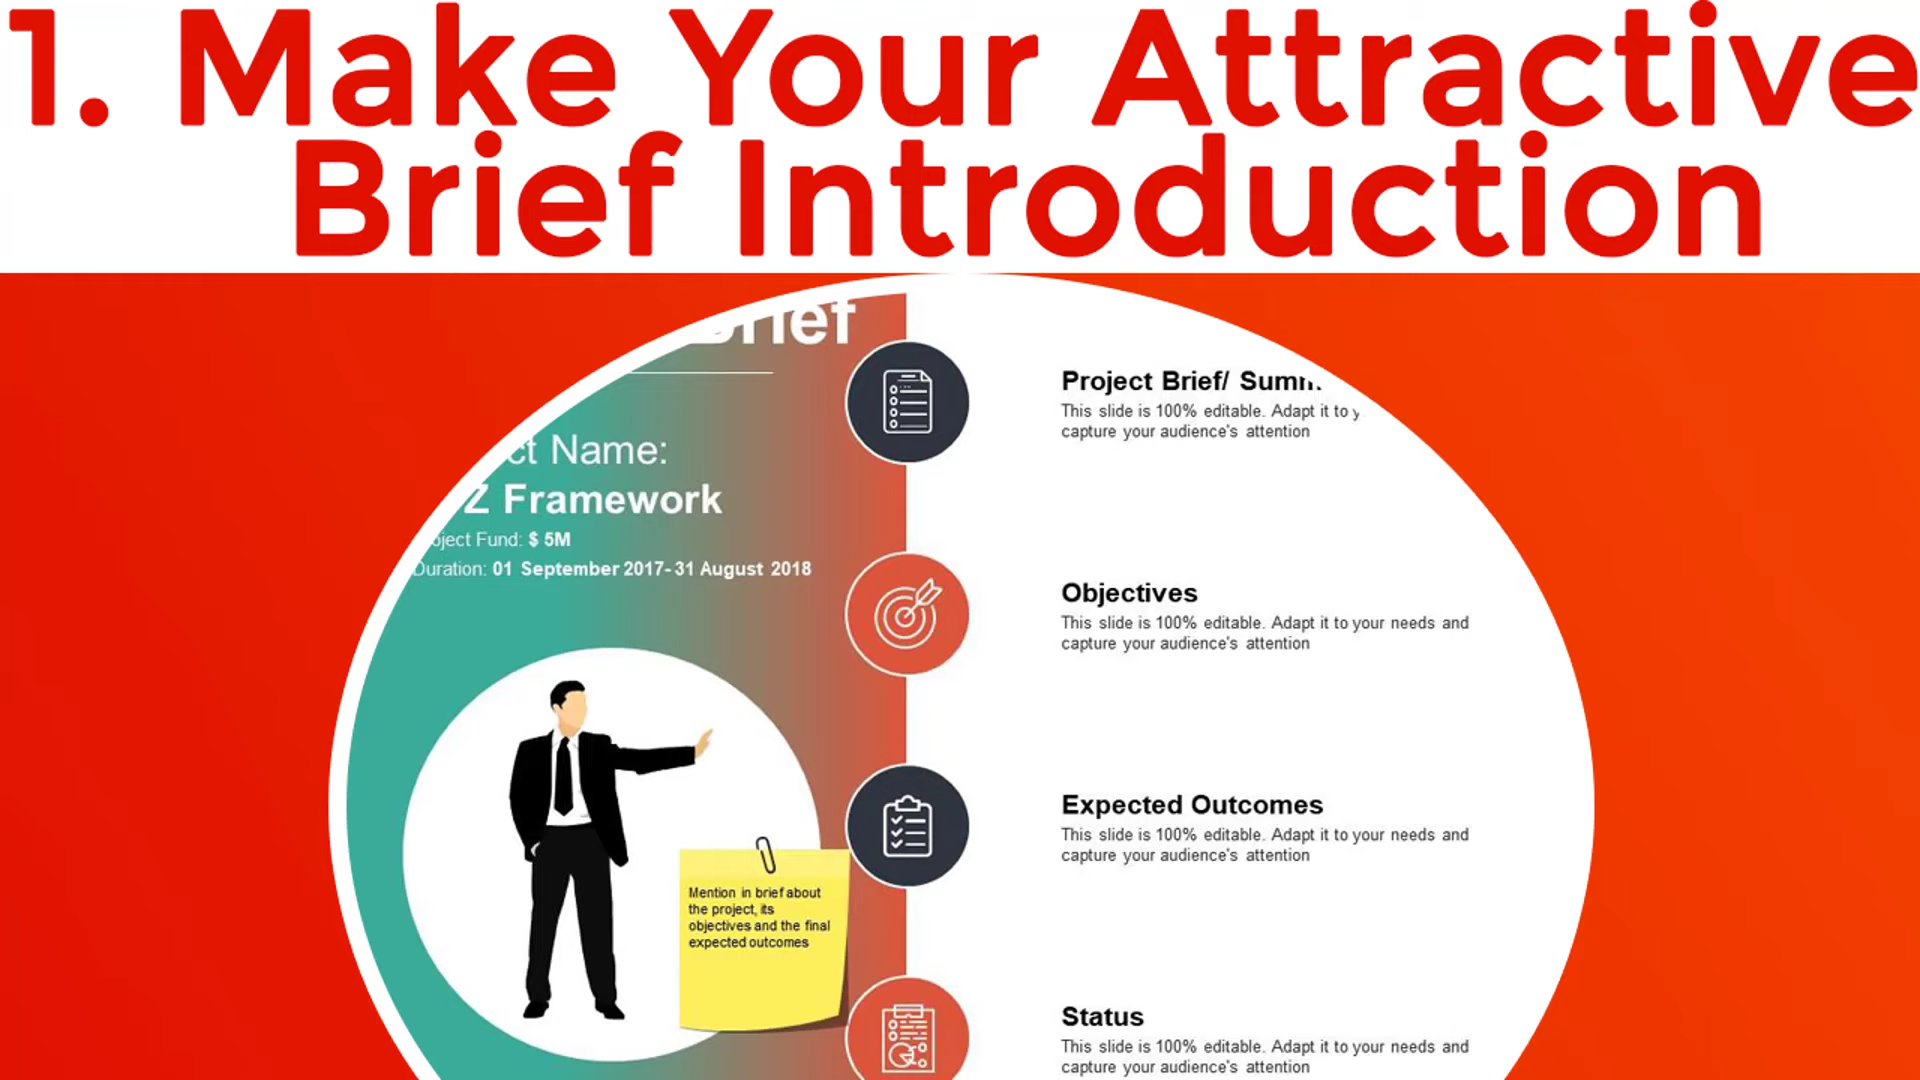 1. Make Your Attractive
Brief Introduction
Brief
Name:
Framework
Fund: $ 5M
Duration: 01 September 2017- 31 August 2018
Mention in brief about
the project, its
objectives and the final
expected outcomes
Project Brief/
This slide is 100% editable. Adapt it to
capture your audience's attention
Objectives
This slide is 100% editable. Adapt it to your needs and
capture your audience's attention
Expected Outcomes
This slide is 100% editable. Adapt it to your needs and
capture your audience's attention
Status
This slide is 100% editable. Adapt it to your needs and
capture your audience's attention